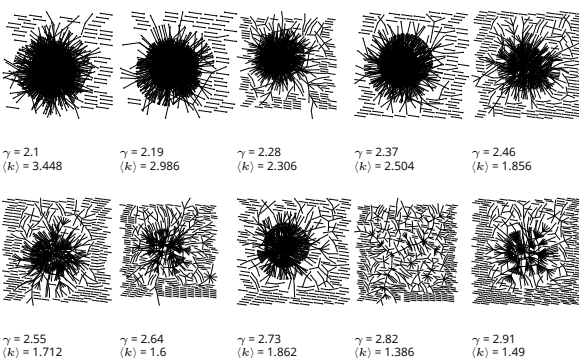 γ = 2.1
⟨k⟩ = 3.448
γ = 2.19
⟨k⟩ = 2.986
γ = 2.28
⟨k⟩ = 2.306
γ = 2.37
⟨k⟩ = 2.504
γ = 2.46
⟨k⟩ = 1.856
γ = 2.55
⟨k⟩ = 1.712
γ = 2.64
⟨k⟩ = 1.6
γ = 2.73
⟨k⟩ = 1.862
γ = 2.82
⟨k⟩ = 1.386
γ = 2.91
⟨k⟩ = 1.49